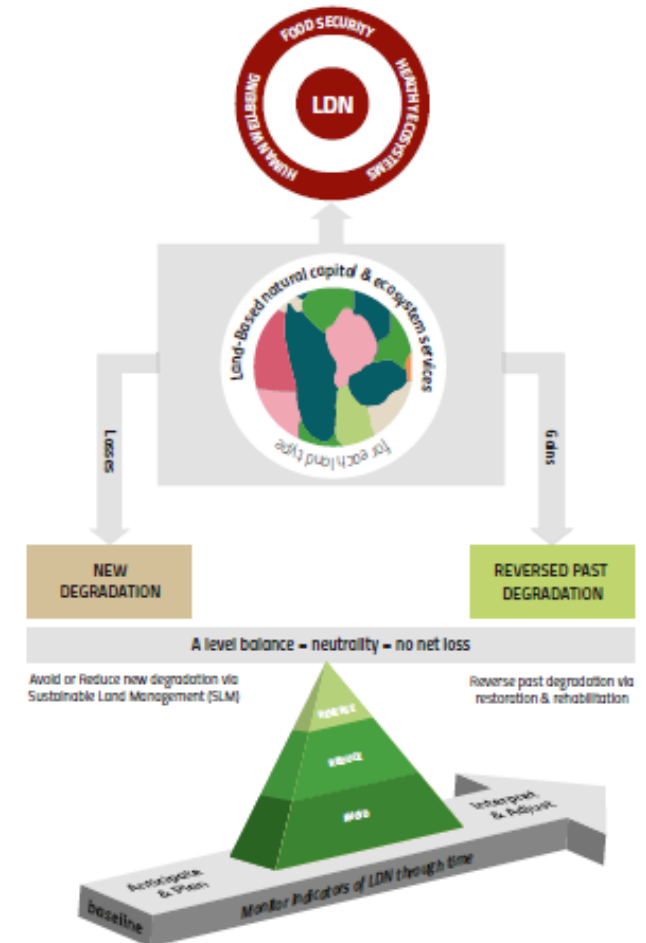 FOOD SECURITY
HUMAN WELLBEING
HEALTHY ECOSYSTEMS
LDN
Land-Based natural capital & ecosystem services
for each land type
Losses
Gains
NEW
DEGRADATION
REVERSED PAST
DEGRADATION
A level balance = neutrality = no net loss
Avoid or Reduce new degradation via
Sustainable Land Management (SLM)
Reverse past degradation via
restoration & rehabilitation
REVERSE
REDUCE
AVOID
Interpret
& Adjust
Anticipate
& Plan
Monitor Indicators of LDN through time
baseline